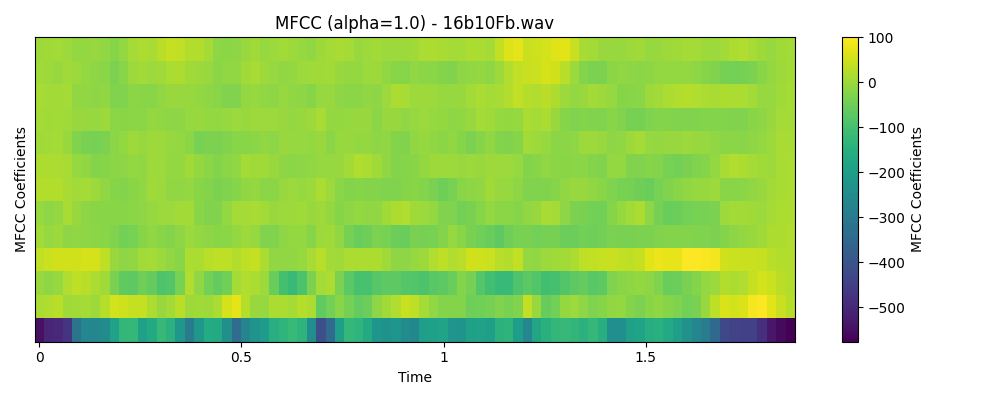 MFCC (alpha=1.0) - 16b10Fb.wav
MFCC Coefficients
0
0.5
1
1.5
Time
100
0
−100
−200
−300
−400
−500
MFCC Coefficients